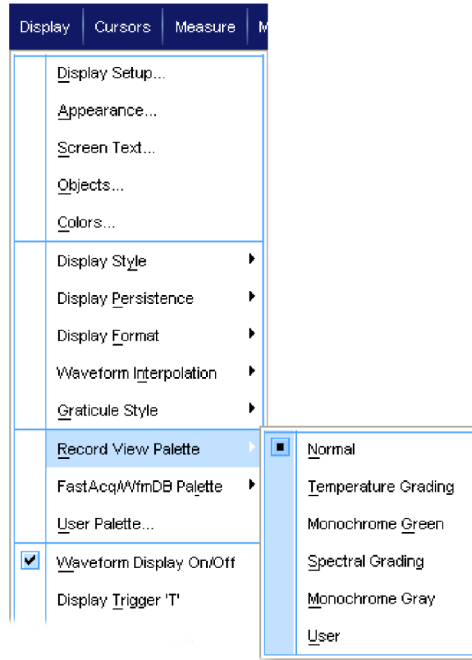 Display Cursors Measure
Display Setup...
Appearance...
Screen Text...
Objects...
Colors...
Display Style
Display Persistence
Display Format
Waveform Interpolation
Graticule Style
Record View Palette
FastAcq/WfmDB Palette
User Palette...
Waveform Display On/Off
Display Trigger 'T'
Normal
Temperature Grading
Monochrome Green
Spectral Grading
Monochrome Gray
User